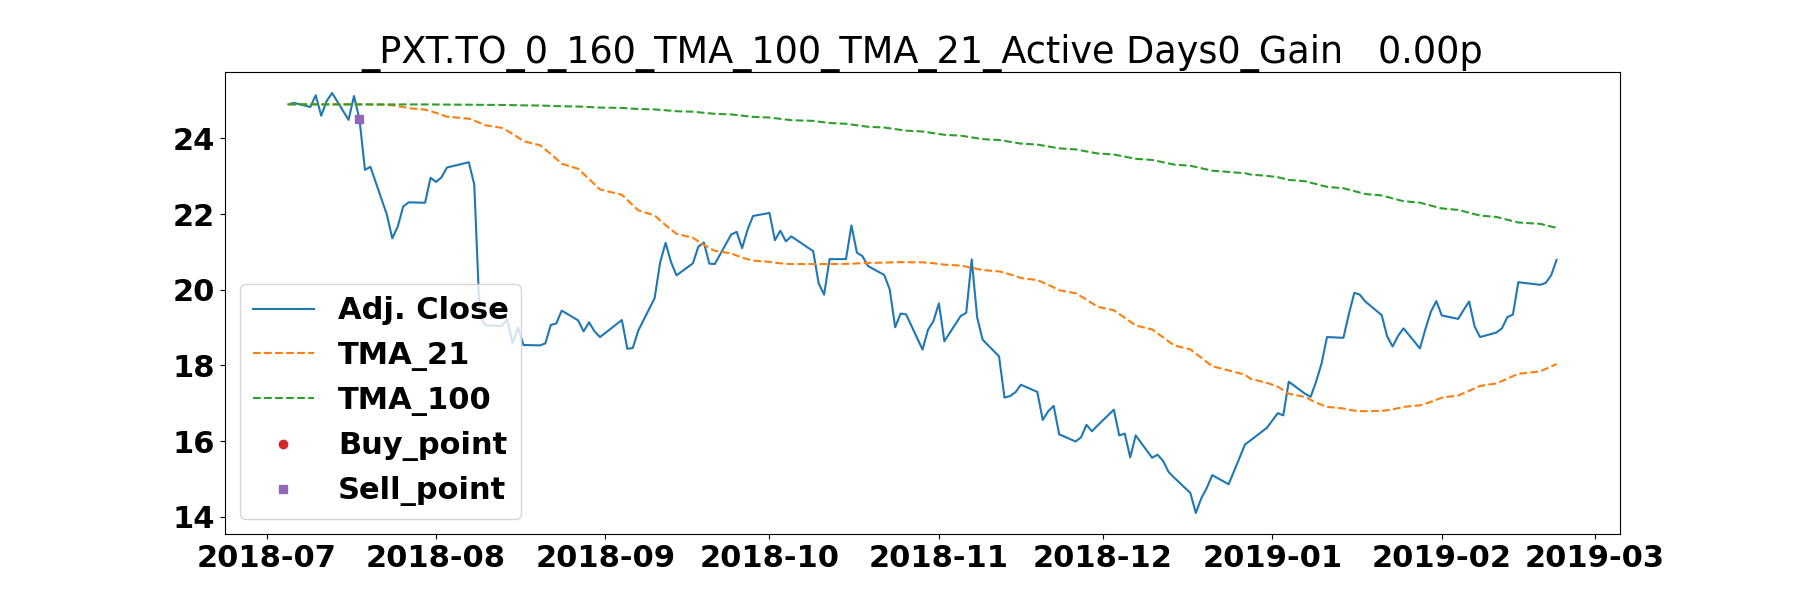 _PXT.TO_0_160_TMA_100_TMA_21_Active Days0_Gain   0.00p
24
22
20
18
16
14
Adj. Close
TMA_21
TMA_100
Buy_point
Sell_point
2018-07 2018-08 2018-09 2018-10 2018-11 2018-12 2019-01 2019-02 2019-03